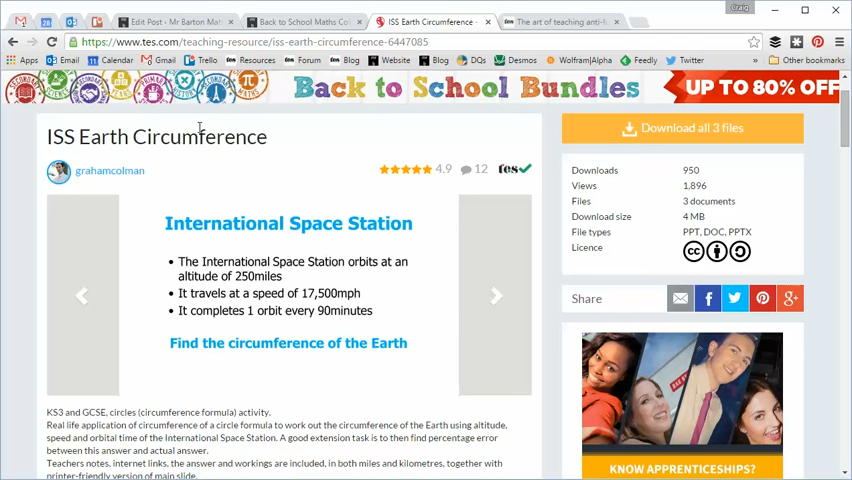 Craig
Edit Post ‹ Mr Barton Mat
Back to School Maths Col
ISS Earth Circumference -
The art of teaching anti-f
https://www.tes.com/teaching-resource/iss-earth-circumference-6447085
Apps
Email
Calendar
Gmail
Trello
Resources
Form
Blog
Website
Blog
DQs
Desmos
WolframAlpha
Trello
Feedly
Twitter
Other bookmarks
Back to School Bundles
UP TO 80% OFF
ISS Earth Circumference
Download all 3 files
grahamcolman
4.9
12
tes
Downloads 950
Views 1,896
Files 3 documents
Download size 4 MB
File types PPT, DOC, PPTX
Licence
cc
International Space Station
• The International Space Station orbits at an
altitude of 250miles
• It travels at a speed of 17,500mph
• It completes 1 orbit every 90minutes
Find the circumference of the Earth
Share
KS3 and GCSE, circles (circumference formula) activity.
Real life application of circumference of a circle formula to work out the circumference of the Earth using altitude,
speed and orbital time of the International Space Station. A good extension task is to then find percentage error
between this answer and actual answer.
Teachers notes, internet links, the answer and workings are included, in both miles and kilometres, together with
printer-friendly version of main slide.
KNOW APPRENTICESHIPS?